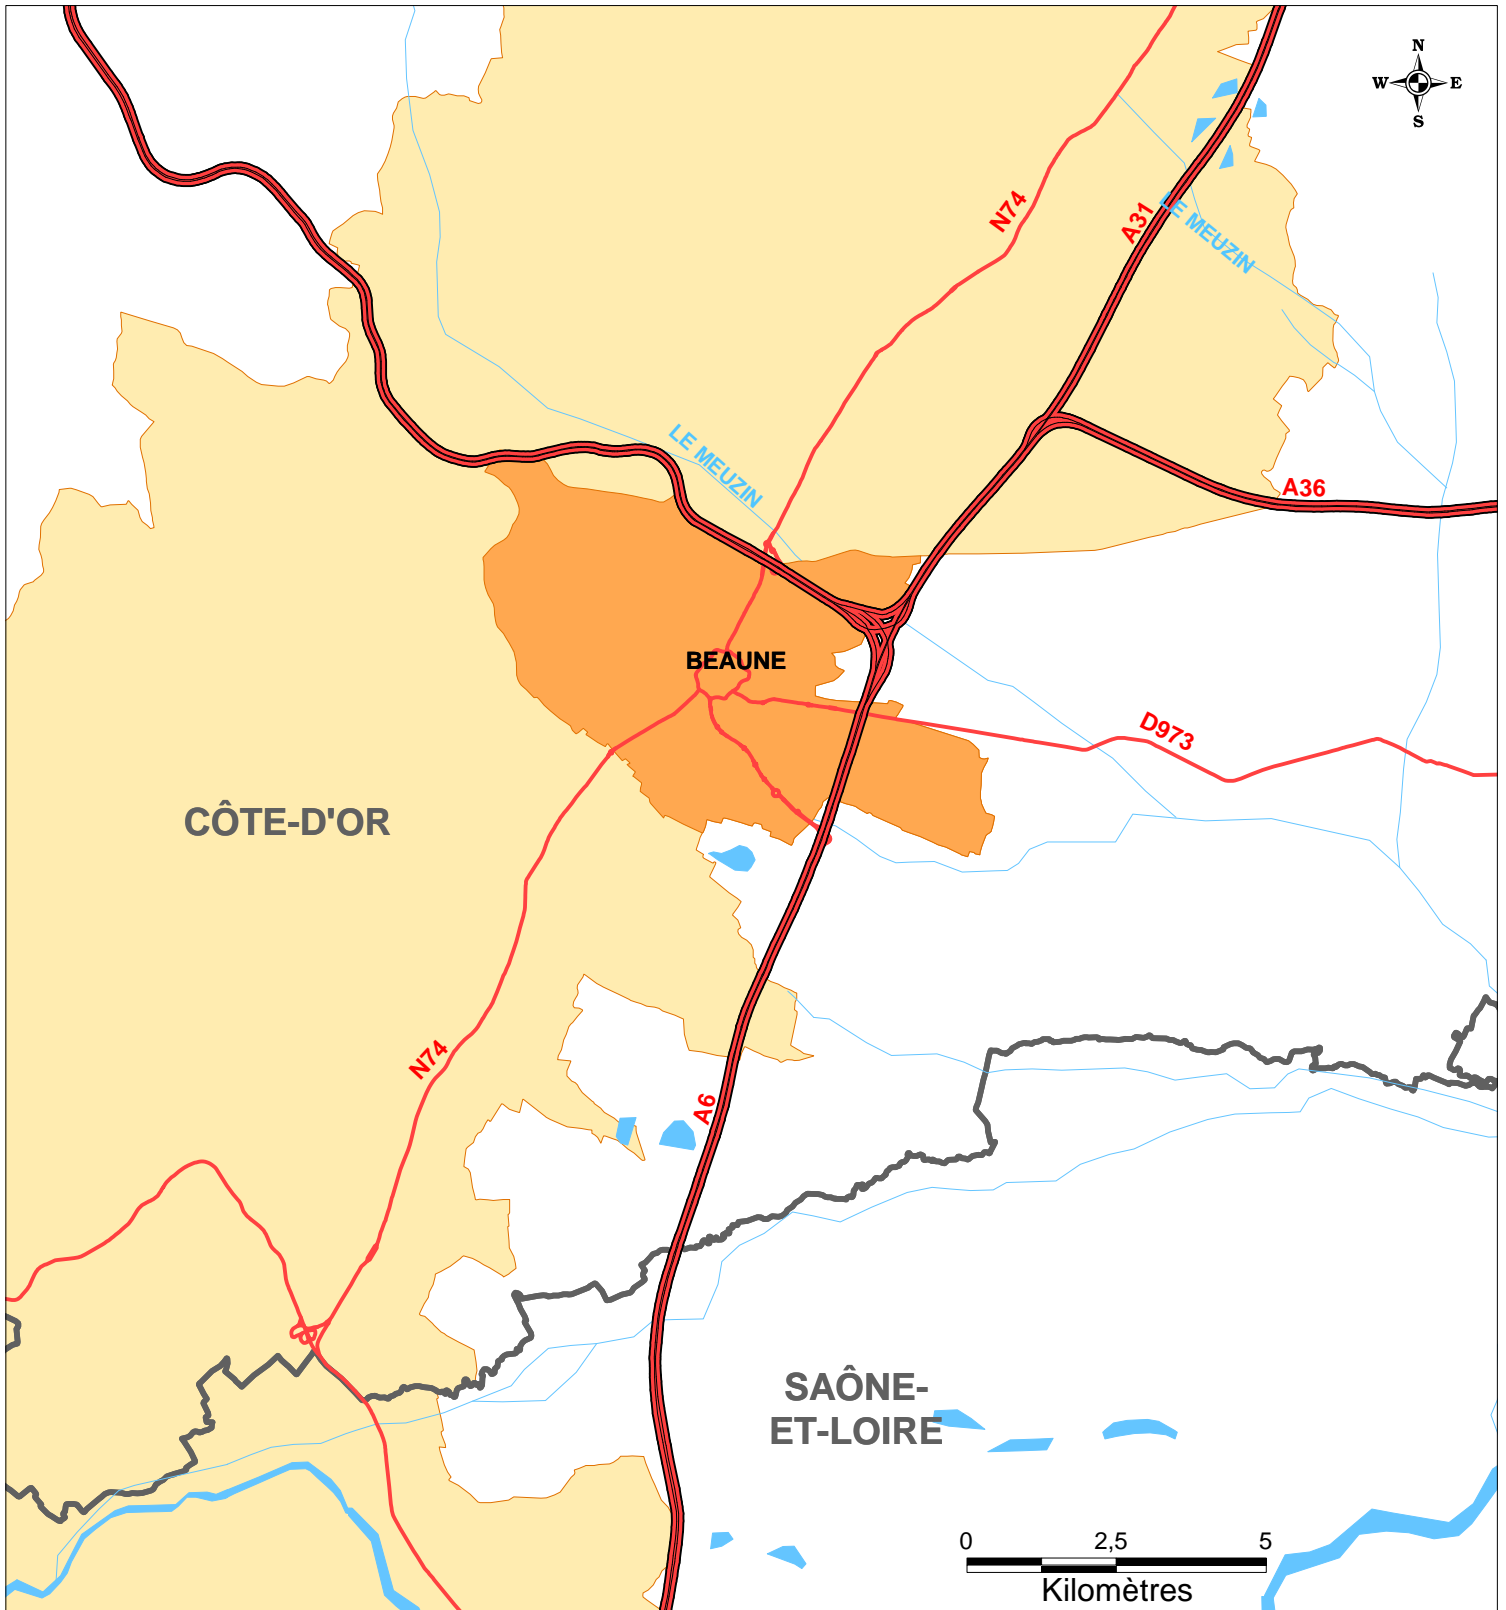 N
W E
S
N74
A31
LE MEUZIN
LE MEUZIN
A36
BEAUNE
D973
CÔTE-D'OR
N74
A6
SAÔNE-
ET-LOIRE
0 2,5 5
Kilomètres